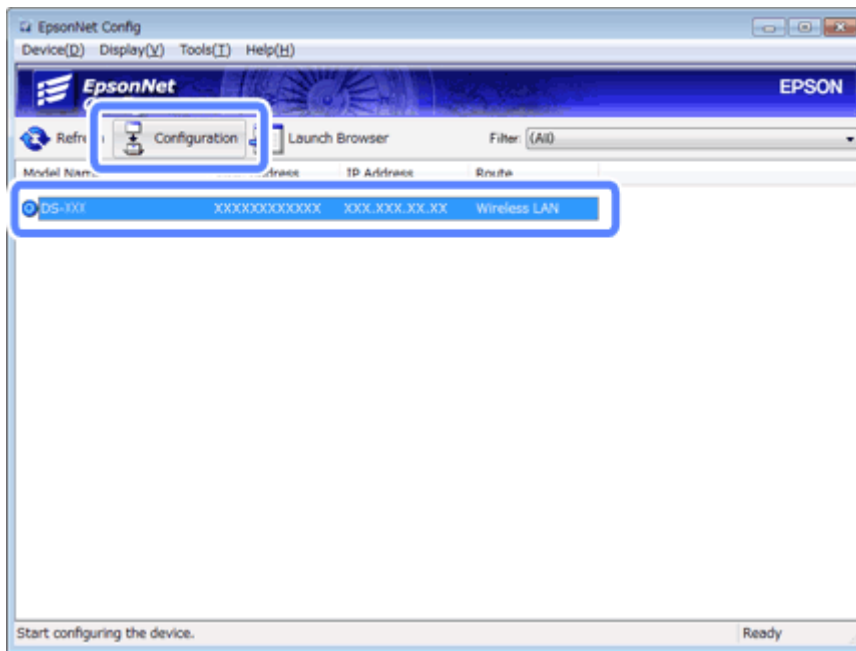 EpsonNet Config
Device(D) Display(V) Tools(T) Help(H)
EpsonNet
EPSON
Configuration Launch Browser Filter: (All)
IP Address Route
DS-XXX XXXXXXXXXXXX XXX.XXX.XX.XX Wireless LAN
Start configuring the device. Ready